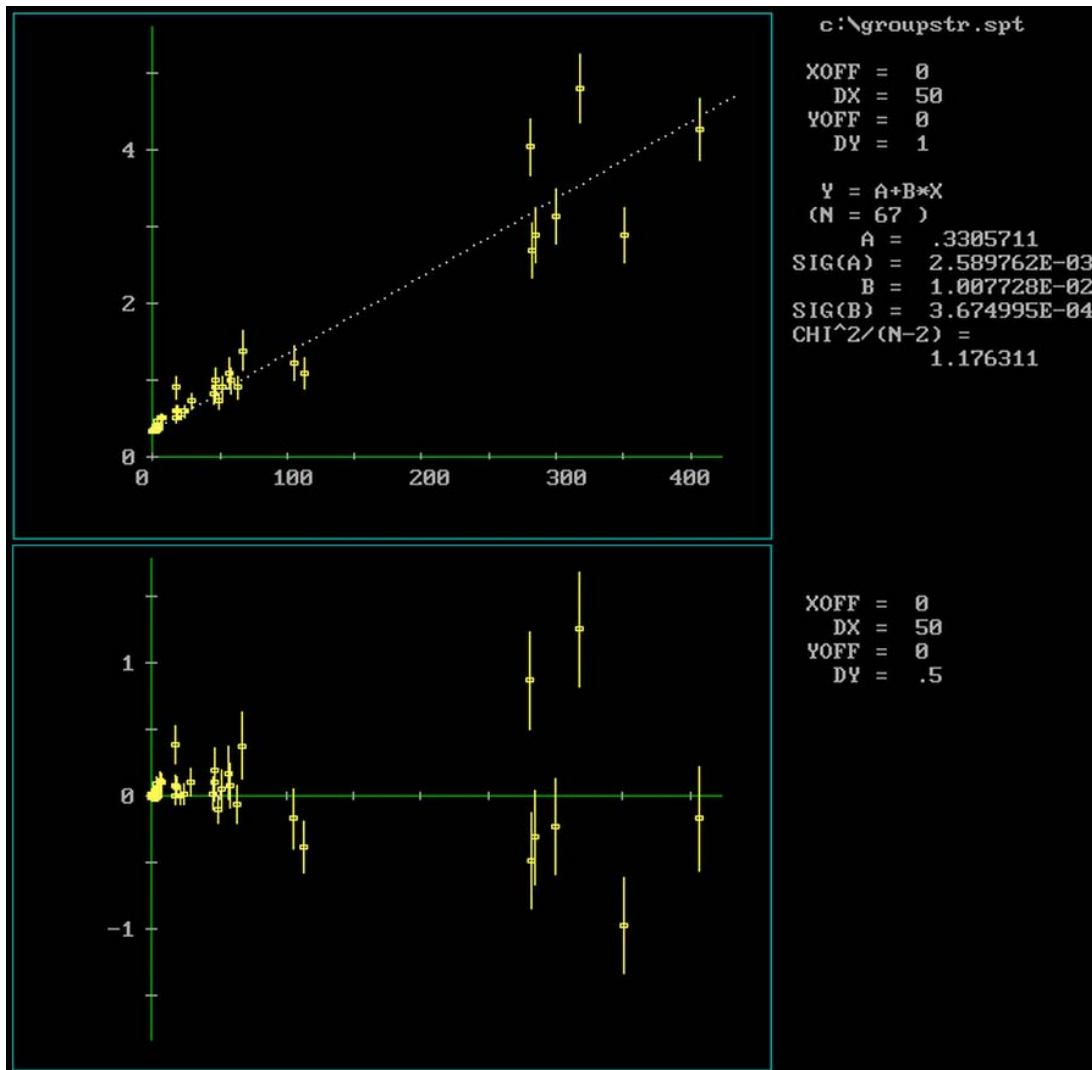 c:\groupstr.spt
XOFF = 0
DX = 50
YOFF = 0
DY = 1
Y = A+B*X
(N = 67 )
A = .3305711
SIG(A) = 2.589762E-03
B = 1.007728E-02
SIG(B) = 3.674995E-04
CHI^2/(N-2) =
1.176311
4
2
0
0 100 200 300 400
XOFF = 0
DX = 50
YOFF = 0
DY = .5
1
0
-1